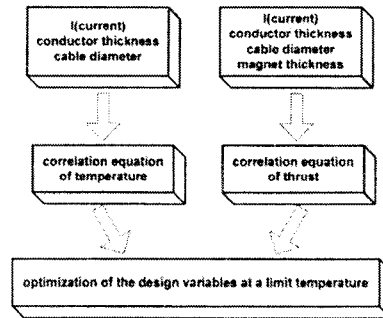 I(current)
conductor thickness
cable diameter
I(current)
conductor thickness
cable diameter
magnet thickness
correlation equation
of temperature
correlation equation
of thrust
optimization of the design variables at a limit temperature